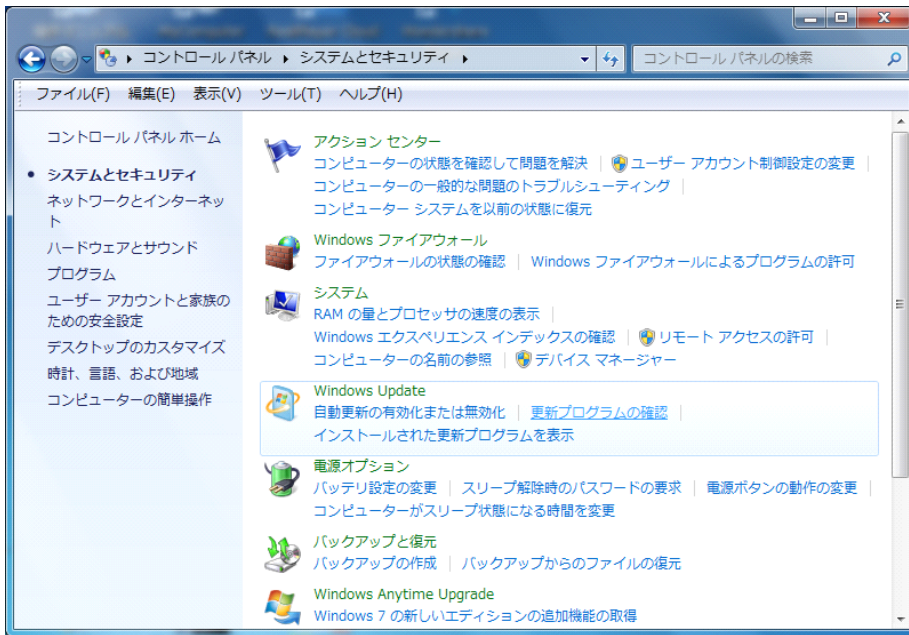 コントロール パネル ▸ システムとセキュリティ ▸
コントロール パネルの検索
ファイル(F) 編集(E) 表示(V) ツール(T) ヘルプ(H)
コントロール パネル ホーム
システムとセキュリティ
ネットワークとインターネッ
ト
ハードウェアとサウンド
プログラム
ユーザー アカウントと家族の
ための安全設定
デスクトップのカスタマイズ
時計、言語、および地域
コンピューターの簡単操作
アクション センター
コンピューターの状態を確認して問題を解決 | ユーザー アカウント制御設定の変更 |
コンピューターの一般的な問題のトラブルシューティング |
コンピューター システムを以前の状態に復元
Windows ファイアウォール
ファイアウォールの状態の確認 | Windows ファイアウォールによるプログラムの許可
システム
RAM の量とプロセッサの速度の表示 |
Windows エクスペリエンス インデックスの確認 | リモート アクセスの許可 |
コンピューターの名前の参照 | デバイス マネージャー
Windows Update
自動更新の有効化または無効化 | 更新プログラムの確認 |
インストールされた更新プログラムを表示
電源オプション
バッテリ設定の変更 | スリープ解除時のパスワードの要求 | 電源ボタンの動作の変更 |
コンピューターがスリープ状態になる時間を変更
バックアップと復元
バックアップの作成 | バックアップからのファイルの復元
Windows Anytime Upgrade
Windows 7 の新しいエディションの追加機能の取得